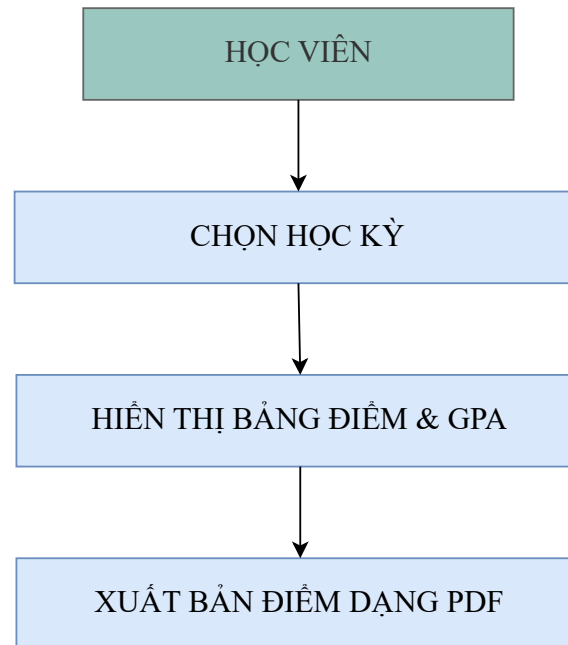 HỌC VIÊN
CHỌN HỌC KỲ
HIỂN THỊ BẢNG ĐIỂM & GPA
XUẤT BẢN ĐIỂM DẠNG PDF